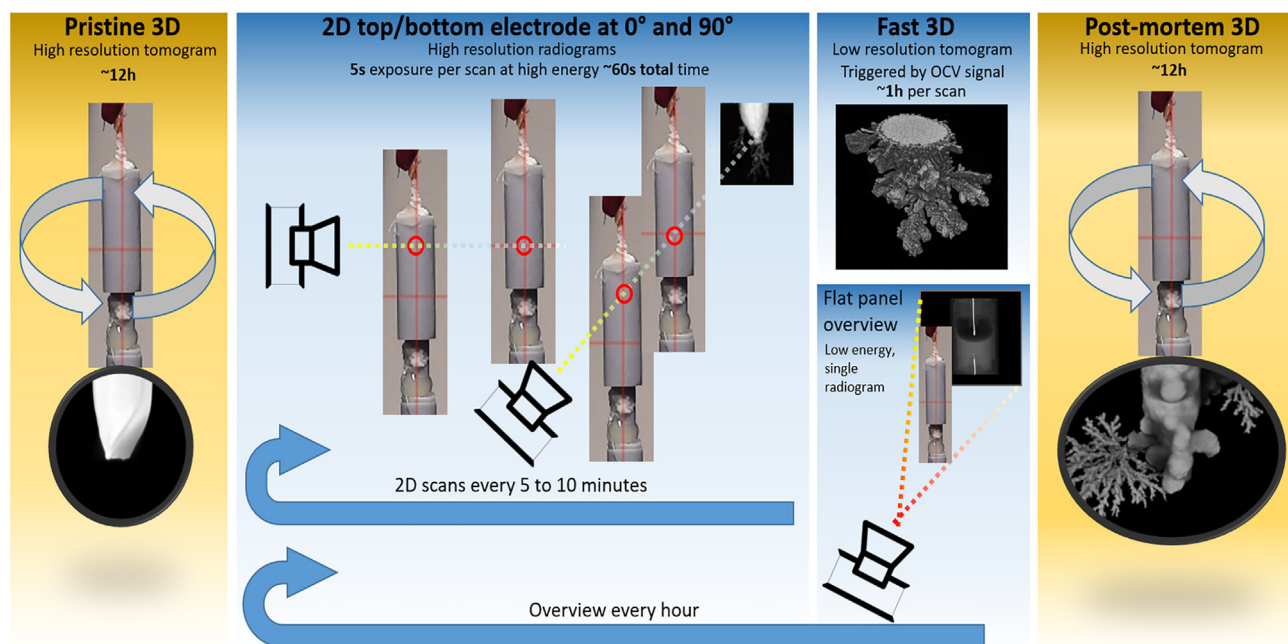 Pristine 3D
High resolution tomogram
~12h
2D top/bottom electrode at 0° and 90°
High resolution radiograms
5s exposure per scan at high energy ~60s total time
2D scans every 5 to 10 minutes
Overview every hour
Fast 3D
Low resolution tomogram
Triggered by OCV signal
~1h per scan
Flat panel
overview
Low energy,
single
radiogram
Post-mortem 3D
High resolution tomogram
~12h